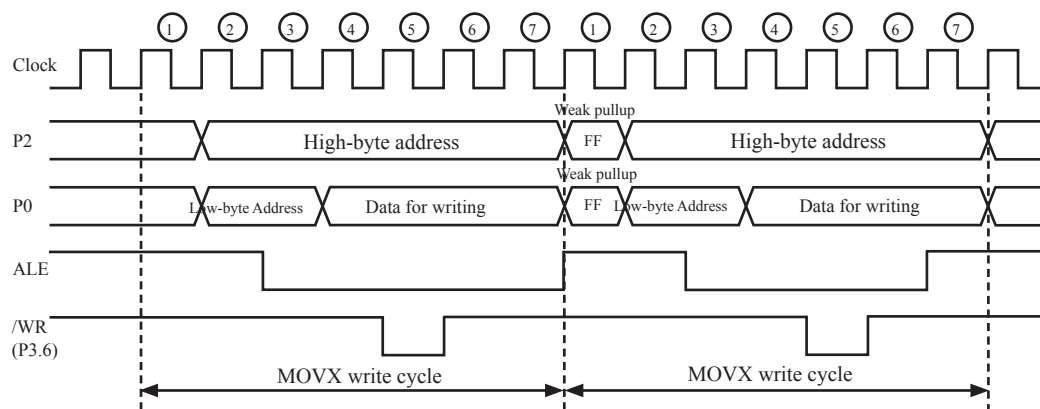 1 2 3 4 5 6 7 1 2 3 4 5 6 7
Clock
Weak pullup
P2 High-byte address FF High-byte address
Weak pullup
P0 Low-byte Address Data for writing FF Low-byte Address Data for writing
ALE
/WR
(P3.6)
MOVX write cycle MOVX write cycle